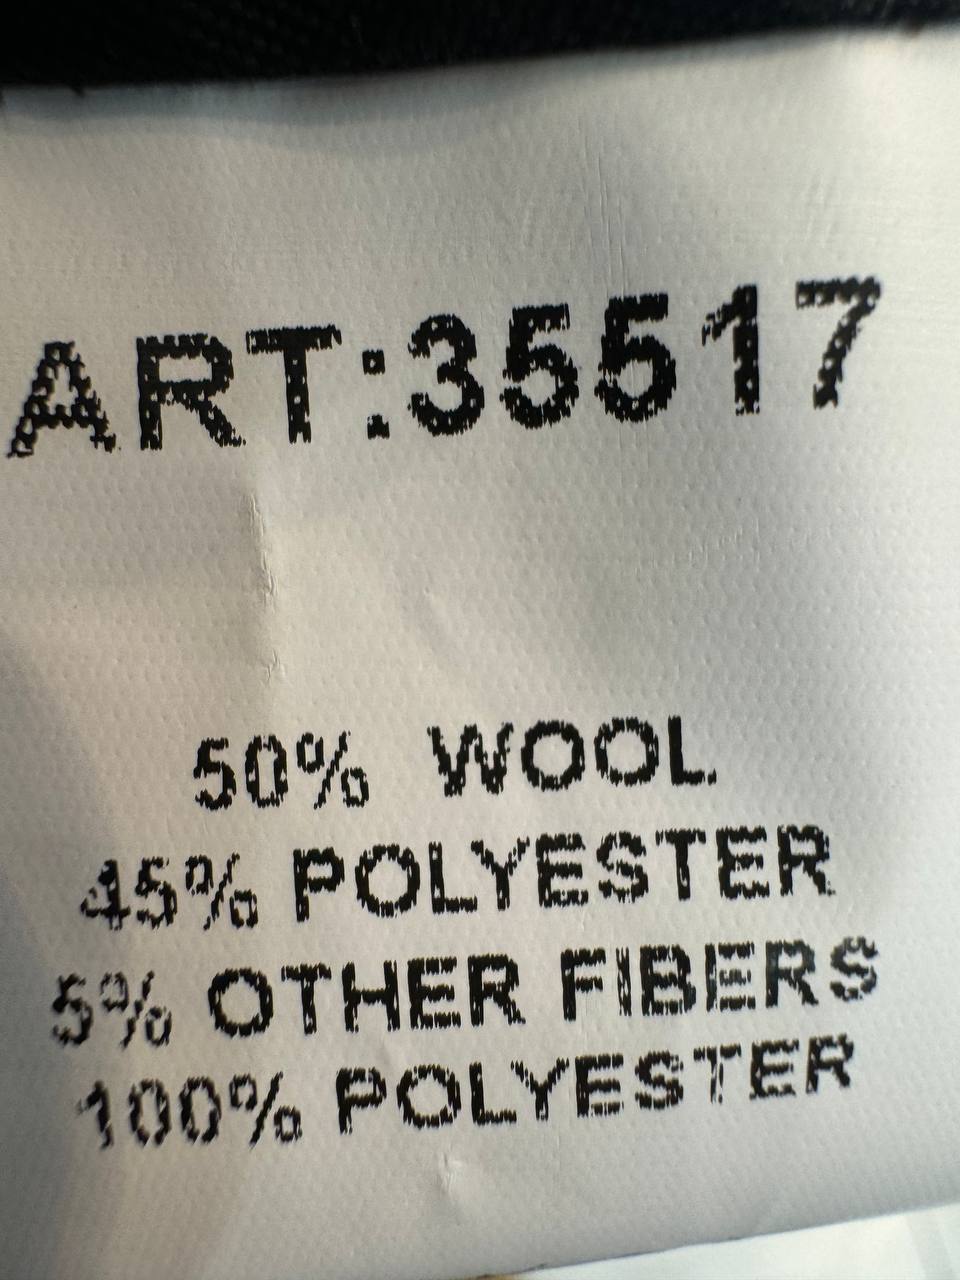 ART:35517
50% WOOL
45% POLYESTER
5% OTHER FIBERS
100% POLYESTER